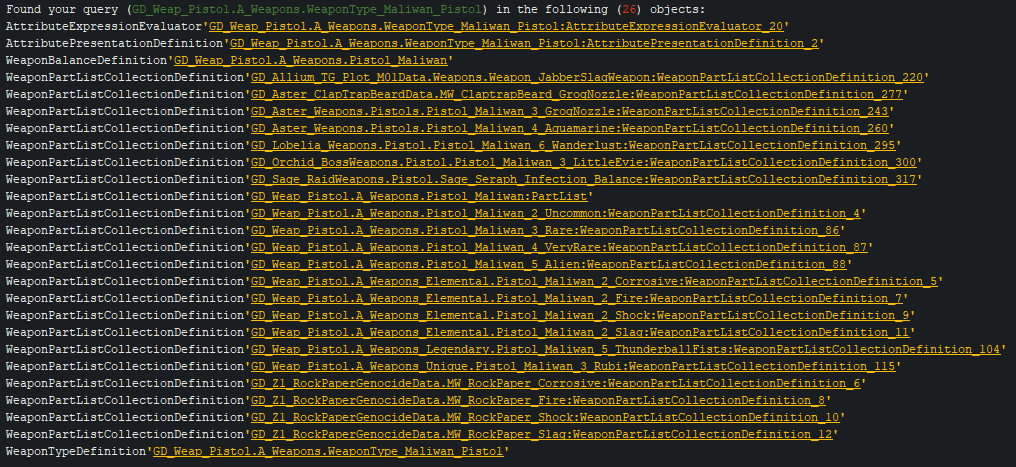 Found your query (GD_Weap_Pistol.A_Weapons.WeaponType_Maliwan_Pistol) in the following (26) objects:
AttributeExpressionEvaluator'GD_Weap_Pistol.A_Weapons.WeaponType_Maliwan_Pistol:AttributeExpressionEvaluator_20'
AttributePresentationDefinition'GD_Weap_Pistol.A_Weapons.WeaponType_Maliwan_Pistol:AttributePresentationDefinition_2'
WeaponBalanceDefinition'GD_Weap_Pistol.A_Weapons.Pistol_Maliwan'
WeaponPartListCollectionDefinition'GD_Allium_TG_Plot_M01Data.Weapons.Weapon_JabberSlagWeapon:WeaponPartListCollectionDefinition_220'
WeaponPartListCollectionDefinition'GD_Aster_ClapTrapBeardData.MW_ClaptrapBeard_GrogNozzle:WeaponPartListCollectionDefinition_277'
WeaponPartListCollectionDefinition'GD_Aster_Weapons.Pistols.Pistol_Maliwan_3_GrogNozzle:WeaponPartListCollectionDefinition_243'
WeaponPartListCollectionDefinition'GD_Aster_Weapons.Pistols.Pistol_Maliwan_4_Aquamarine:WeaponPartListCollectionDefinition_260'
WeaponPartListCollectionDefinition'GD_Lobelia_Weapons.Pistol.Pistol_Maliwan_6_Wanderlust:WeaponPartListCollectionDefinition_295'
WeaponPartListCollectionDefinition'GD_Orchid_BossWeapons.Pistol.Pistol_Maliwan_3_LittleEvie:WeaponPartListCollectionDefinition_300'
WeaponPartListCollectionDefinition'GD_Sage_RaidWeapons.Pistol.Sage_Seraph_Infection_Balance:WeaponPartListCollectionDefinition_317'
WeaponPartListCollectionDefinition'GD_Weap_Pistol.A_Weapons.Pistol_Maliwan:PartList'
WeaponPartListCollectionDefinition'GD_Weap_Pistol.A_Weapons.Pistol_Maliwan_2_Uncommon:WeaponPartListCollectionDefinition_4'
WeaponPartListCollectionDefinition'GD_Weap_Pistol.A_Weapons.Pistol_Maliwan_3_Rare:WeaponPartListCollectionDefinition_86'
WeaponPartListCollectionDefinition'GD_Weap_Pistol.A_Weapons.Pistol_Maliwan_4_VeryRare:WeaponPartListCollectionDefinition_87'
WeaponPartListCollectionDefinition'GD_Weap_Pistol.A_Weapons.Pistol_Maliwan_5_Alien:WeaponPartListCollectionDefinition_88'
WeaponPartListCollectionDefinition'GD_Weap_Pistol.A_Weapons_Elemental.Pistol_Maliwan_2_Corrosive:WeaponPartListCollectionDefinition_5'
WeaponPartListCollectionDefinition'GD_Weap_Pistol.A_Weapons_Elemental.Pistol_Maliwan_2_Fire:WeaponPartListCollectionDefinition_7'
WeaponPartListCollectionDefinition'GD_Weap_Pistol.A_Weapons_Elemental.Pistol_Maliwan_2_Shock:WeaponPartListCollectionDefinition_9'
WeaponPartListCollectionDefinition'GD_Weap_Pistol.A_Weapons_Elemental.Pistol_Maliwan_2_Slag:WeaponPartListCollectionDefinition_11'
WeaponPartListCollectionDefinition'GD_Weap_Pistol.A_Weapons_Legendary.Pistol_Maliwan_5_ThunderballFists:WeaponPartListCollectionDefinition_104'
WeaponPartListCollectionDefinition'GD_Weap_Pistol.A_Weapons_Unique.Pistol_Maliwan_3_Rubi:WeaponPartListCollectionDefinition_115'
WeaponPartListCollectionDefinition'GD_Z1_RockPaperGenocideData.MW_RockPaper_Corrosive:WeaponPartListCollectionDefinition_6'
WeaponPartListCollectionDefinition'GD_Z1_RockPaperGenocideData.MW_RockPaper_Fire:WeaponPartListCollectionDefinition_8'
WeaponPartListCollectionDefinition'GD_Z1_RockPaperGenocideData.MW_RockPaper_Shock:WeaponPartListCollectionDefinition_10'
WeaponPartListCollectionDefinition'GD_Z1_RockPaperGenocideData.MW_RockPaper_Slag:WeaponPartListCollectionDefinition_12'
WeaponTypeDefinition'GD_Weap_Pistol.A_Weapons.WeaponType_Maliwan_Pistol'